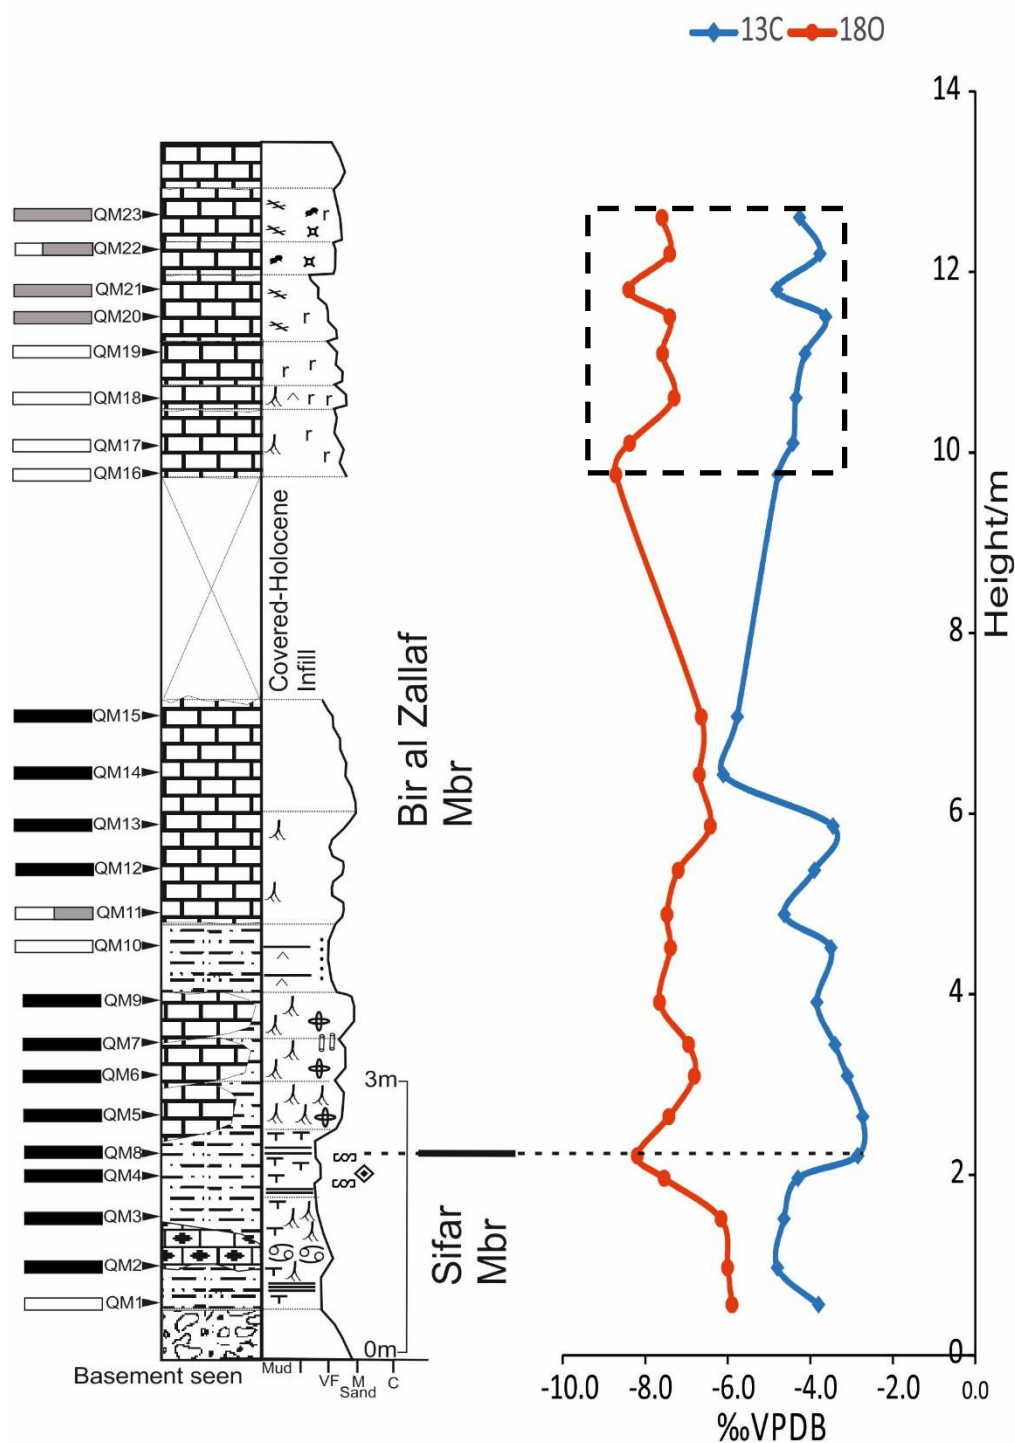 13C 18O
14
12
10
8
6
4
2
0
Height/m
-10.0 -8.0 -6.0 -4.0 -2.0 0.0
‰VPDB
QM23
QM22
QM21
QM20
QM19
QM18
QM17
QM16
QM15
QM14
QM13
QM12
QM11
QM10
QM9
QM7
QM6
QM5
QM8
QM4
QM3
QM2
QM1
r
r
r r
r r
r
r
Covered-Holocene
Infill
Bir al Zallaf
Mbr
Sifar
Mbr
3m
0m
Basement seen
Mud
VF M C
Sand